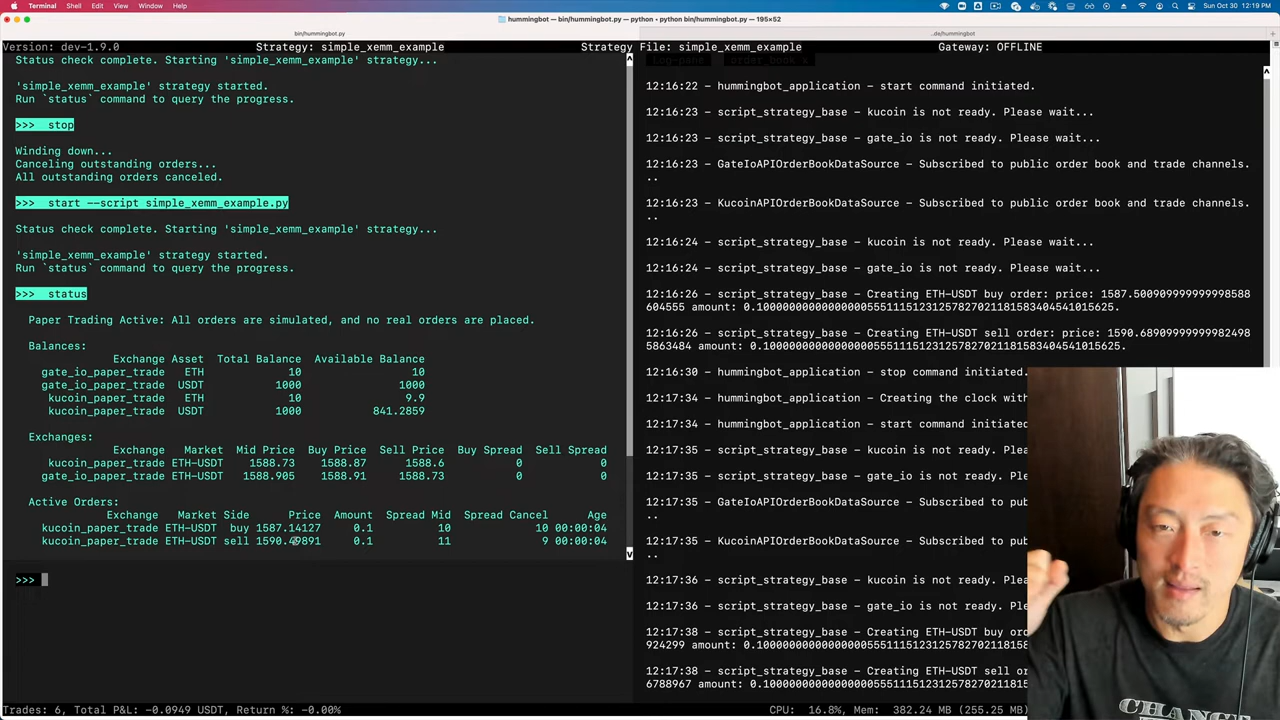 Terminal Shell Edit View Window Help Sun Oct 30 12:19 PM
hummingbot — bin/hummingbot.py — python • python bin/hummingbot.py — 195×52
bin/hummingbot.py
..de/hummingbot
Version: dev-1.9.0 Strategy: simple_xemm_example Strategy File: simple_xemm_example Gateway: OFFLINE
Status check complete. Starting 'simple_xemm_example' strategy...
'simple_xemm_example' strategy started.
Run `status` command to query the progress.
>>> stop
Winding down...
Canceling outstanding orders...
All outstanding orders canceled.
>>> start --script simple_xemm_example.py
Status check complete. Starting 'simple_xemm_example' strategy...
'simple_xemm_example' strategy started.
Run `status` command to query the progress.
>>> status
Paper Trading Active: All orders are simulated, and no real orders are placed.
Balances:
Exchange Asset Total Balance Available Balance
gate_io_paper_trade ETH 10 10
gate_io_paper_trade USDT 1000 1000
kucoin_paper_trade ETH 10 9.9
kucoin_paper_trade USDT 1000 841.2859
Exchanges:
Exchange Market Mid Price Buy Price Sell Price Buy Spread Sell Spread
kucoin_paper_trade ETH-USDT 1588.73 1588.87 1588.6 0 0
gate_io_paper_trade ETH-USDT 1588.905 1588.91 1588.73 0 0
Active Orders:
Exchange Market Side Price Amount Spread Mid Spread Cancel Age
kucoin_paper_trade ETH-USDT buy 1587.14127 0.1 10 10 00:00:04
kucoin_paper_trade ETH-USDT sell 1590.49891 0.1 11 9 00:00:04
>>>
Log-pane order_book x
12:16:22 - hummingbot_application - start command initiated.
12:16:23 - script_strategy_base - kucoin is not ready. Please wait...
12:16:23 - script_strategy_base - gate_io is not ready. Please wait...
12:16:23 - GateIoAPIOrderBookDataSource - Subscribed to public order book and trade channels.
..
12:16:23 - KucoinAPIOrderBookDataSource - Subscribed to public order book and trade channels.
..
12:16:24 - script_strategy_base - kucoin is not ready. Please wait...
12:16:24 - script_strategy_base - gate_io is not ready. Please wait...
12:16:26 - script_strategy_base - Creating ETH-USDT buy order: price: 1587.500909999999998588
604555 amount: 0.1000000000000000055511151231257827021181583404541015625.
12:16:26 - script_strategy_base - Creating ETH-USDT sell order: price: 1590.68909999999982498
5863484 amount: 0.1000000000000000055511151231257827021181583404541015625.
12:16:30 - hummingbot_application - stop command initiated.
12:17:34 - hummingbot_application - Creating the clock with
12:17:34 - hummingbot_application - start command initiated
12:17:35 - script_strategy_base - kucoin is not ready. Plea
12:17:35 - script_strategy_base - gate_io is not ready. Ple
12:17:35 - GateIoAPIOrderBookDataSource - Subscribed to pub
..
12:17:35 - KucoinAPIOrderBookDataSource - Subscribed to pub
..
12:17:36 - script_strategy_base - kucoin is not ready. Plea
12:17:36 - script_strategy_base - gate_io is not ready. Ple
12:17:38 - script_strategy_base - Creating ETH-USDT buy ord
924299 amount: 0.100000000000000005551115123125782702118
12:17:38 - script_strategy_base - Creating ETH-USDT sell or
6788967 amount: 0.10000000000000000555111512312578270211
CHANGE
Trades: 6, Total P&L: -0.0949 USDT, Return %: -0.00% CPU: 16.8%, Mem: 382.24 MB (255.25 MB)